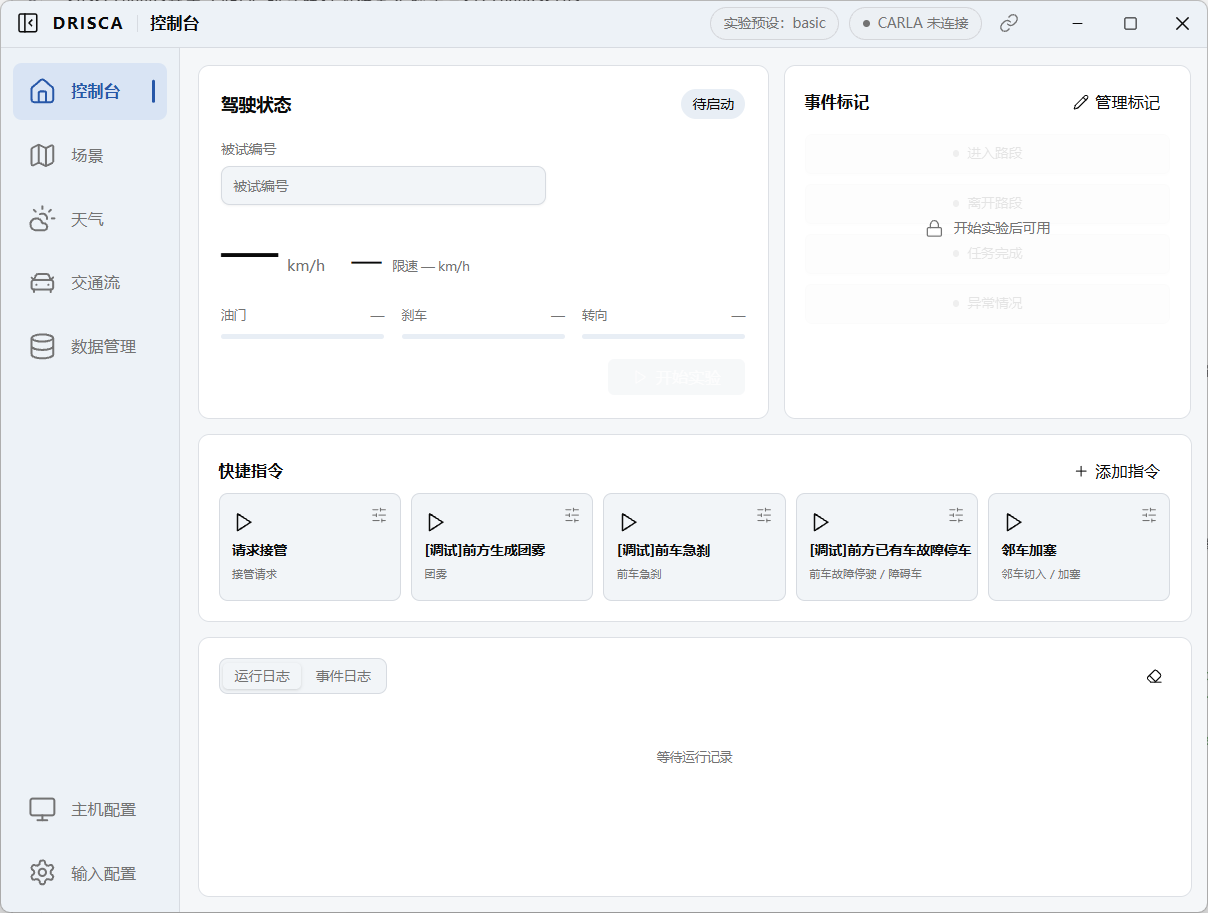 DRISCA 控制台
实验预设：basic
CARLA 未连接
控制台
场景
天气
交通流
数据管理
主机配置
输入配置
驾驶状态
待启动
被试编号
被试编号
— km/h — 限速 — km/h
油门 —
刹车 —
转向 —
开始实验
事件标记
管理标记
进入路段
离开路段
开始实验后可用
任务完成
异常情况
快捷指令
+ 添加指令
请求接管
接管请求
[调试]前方生成团雾
团雾
[调试]前车急刹
前车急刹
[调试]前方已有车故障停车
前车故障停驶 / 障碍车
邻车加塞
邻车切入 / 加塞
运行日志
事件日志
等待运行记录